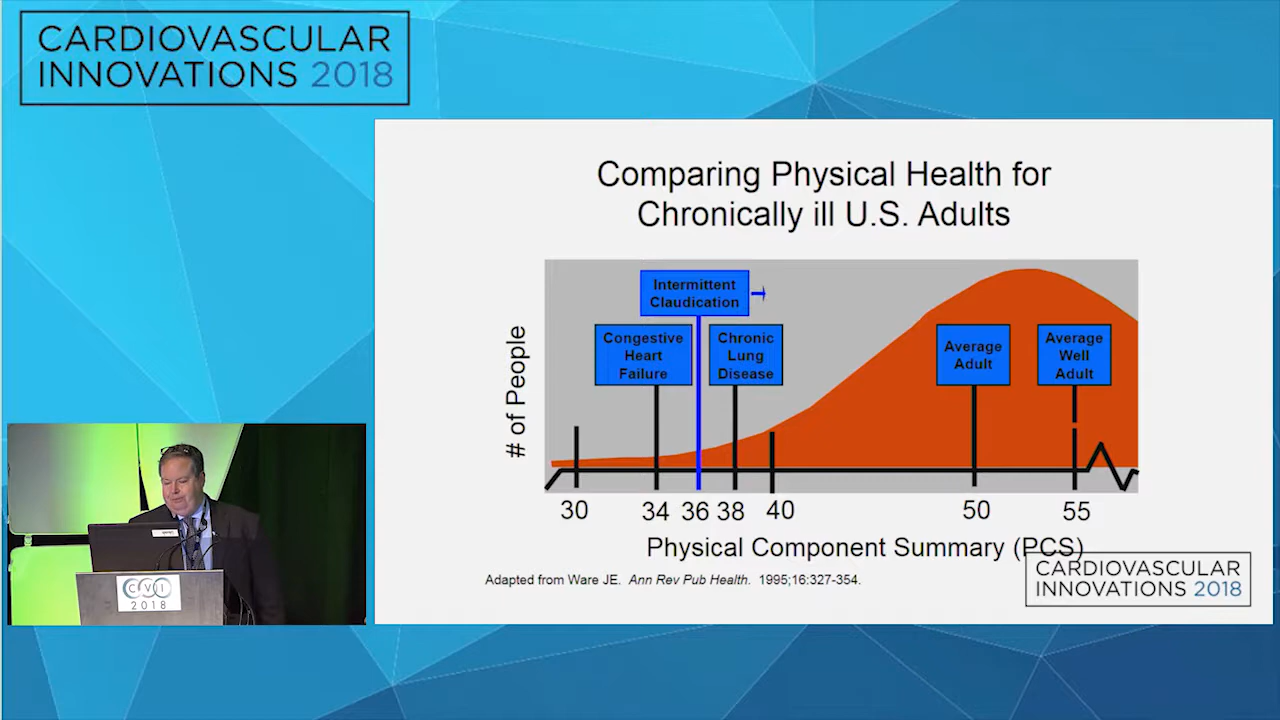 CARDIOVASCULAR
INNOVATIONS 2018
Comparing Physical Health for
Chronically ill U.S. Adults
Intermittent
Claudication
Congestive
Heart
Failure
Chronic
Lung
Disease
Average
Adult
Average
Well
Adult
# of People
30 34 36 38 40 50 55
Physical Component Summary (PCS)
Adapted from Ware JE. Ann Rev Pub Health. 1995;16:327-354.
CARDIOVASCULAR
INNOVATIONS 2018
CVI
2018